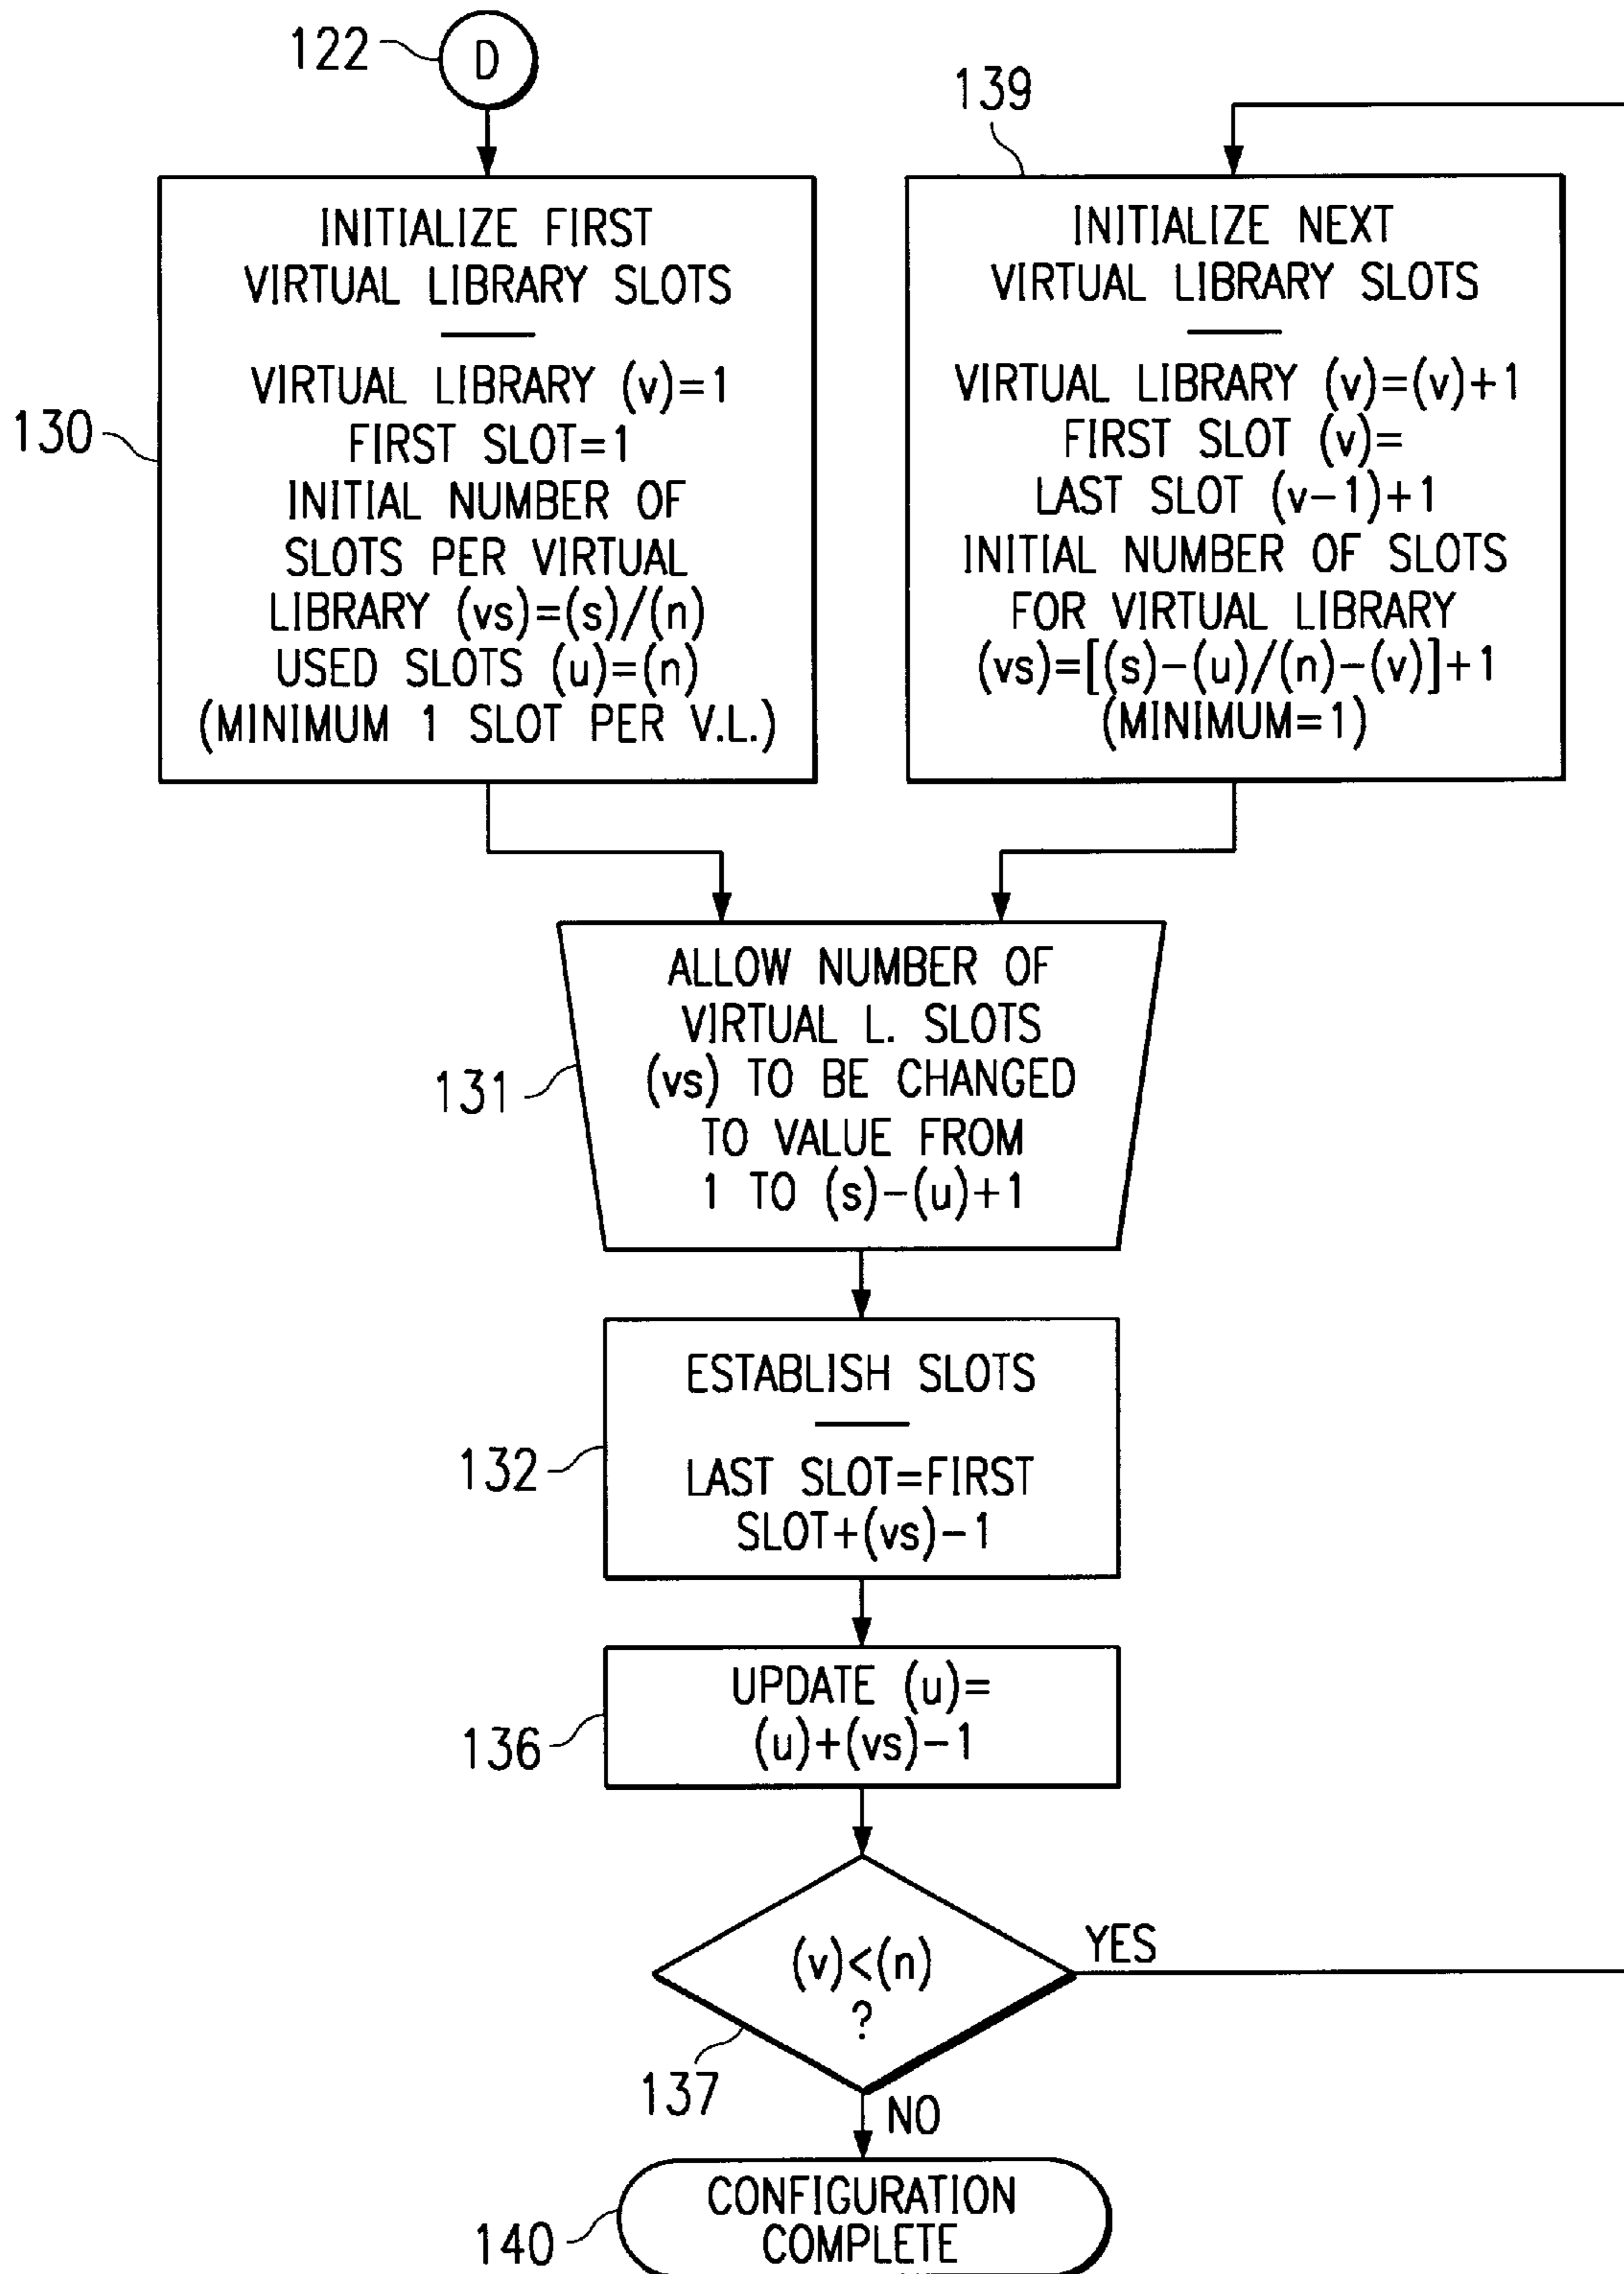 122
D
130
INITIALIZE FIRST
VIRTUAL LIBRARY SLOTS
VIRTUAL LIBRARY (v)=1
FIRST SLOT=1
INITIAL NUMBER OF
SLOTS PER VIRTUAL
LIBRARY (vs)=(s)/(n)
USED SLOTS (u)=(n)
(MINIMUM 1 SLOT PER V.L.)
139
INITIALIZE NEXT
VIRTUAL LIBRARY SLOTS
VIRTUAL LIBRARY (v)=(v)+1
FIRST SLOT (v)=
LAST SLOT (v-1)+1
INITIAL NUMBER OF SLOTS
FOR VIRTUAL LIBRARY
(vs)=[(s)-(u)/(n)-(v)]+1
(MINIMUM=1)
131
ALLOW NUMBER OF
VIRTUAL L. SLOTS
(vs) TO BE CHANGED
TO VALUE FROM
1 TO (s)-(u)+1
132
ESTABLISH SLOTS
LAST SLOT=FIRST
SLOT+(vs)-1
136
UPDATE (u)=
(u)+(vs)-1
137
(v)<(n)
?
YES
NO
140
CONFIGURATION
COMPLETE